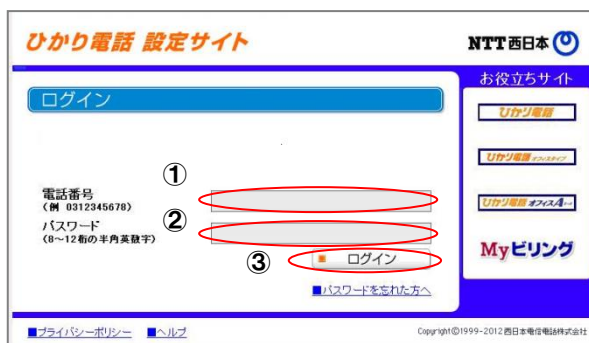 ひかり電話 設定サイト
NTT西日本
お役立ちサイト
ログイン
ひかり電話
ひかり電話 オフィスタイプ
①
電話番号
(例 0312345678)
ひかり電話 オフィスA
②
パスワード
(8～12桁の半角英数字)
③
ログイン
Myビリング
■パスワードを忘れた方へ
■プライバシーポリシー ■ヘルプ
Copyright©1999-2012 西日本電信電話株式会社